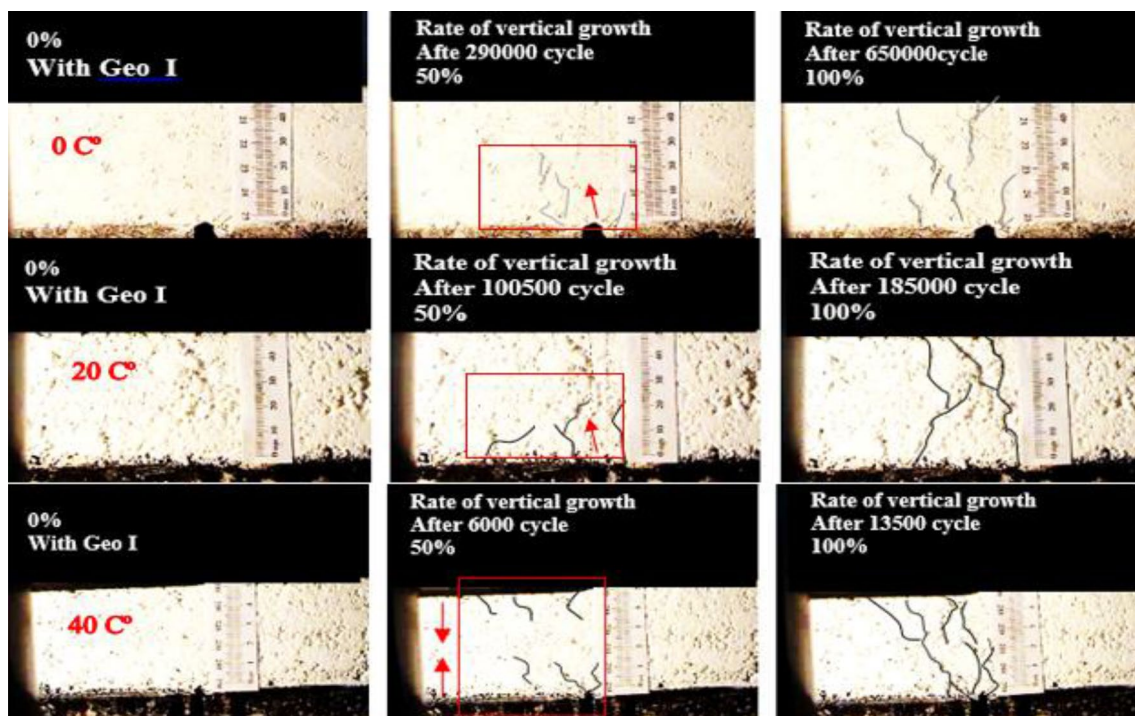 0%
With Geo I
0 Cº
Rate of vertical growth
Afte 290000 cycle
50%
Rate of vertical growth
After 650000cycle
100%
0%
With Geo I
20 Cº
Rate of vertical growth
After 100500 cycle
50%
Rate of vertical growth
After 185000 cycle
100%
0%
With Geo I
40 Cº
Rate of vertical growth
After 6000 cycle
50%
Rate of vertical growth
After 13500 cycle
100%